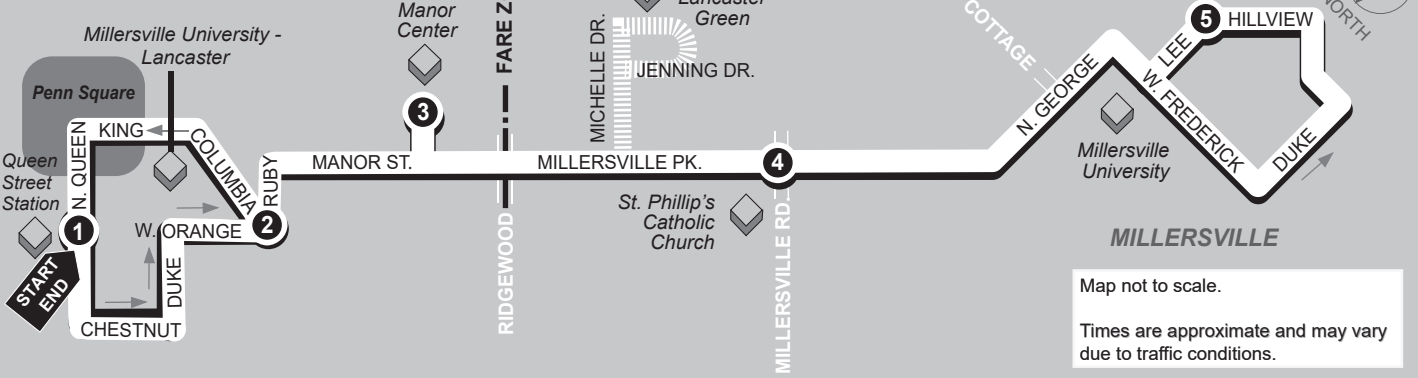 Manor
Center
Lancaster
Green
FARE Z
COTTAGE
NORTH
5
HILLVIEW
LEE
Millersville University -
Lancaster
Penn Square
MICHELLE DR.
JENNING DR.
3
KING
COLUMBIA
N. QUEEN
Queen
Street
Station
RUBY
MANOR ST.
MILLERSVILLE PK.
4
N. GEORGE
W. FREDERICK
DUKE
Millersville
University
1
W. ORANGE
2
St. Phillip's
Catholic
Church
RIDGEWOOD
MILLERSVILLE RD.
MILLERSVILLE
START
END
DUKE
CHESTNUT
Map not to scale.
Times are approximate and may vary
due to traffic conditions.